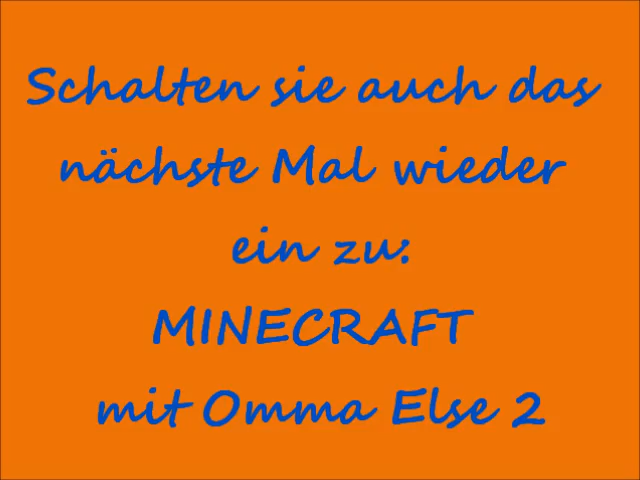 Schalten sie auch das
nächste Mal wieder
ein zu:
MINECRAFT
mit Omma Else 2